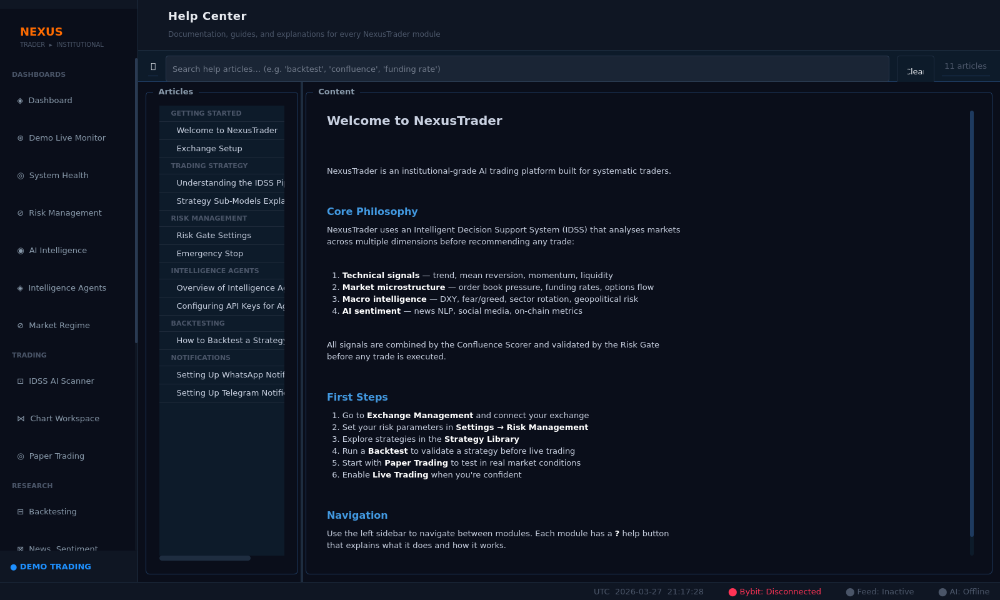 NEXUS
TRADER ▸ INSTITUTIONAL
DASHBOARDS
◈ Dashboard
⊛ Demo Live Monitor
◎ System Health
⊘ Risk Management
◉ AI Intelligence
◈ Intelligence Agents
⊘ Market Regime
TRADING
⊡ IDSS AI Scanner
⋈ Chart Workspace
◎ Paper Trading
RESEARCH
⊟ Backtesting
⊠ News Sentiment
● DEMO TRADING
Help Center
Documentation, guides, and explanations for every NexusTrader module
Search help articles… (e.g. 'backtest', 'confluence', 'funding rate')
Clear
11 articles
Articles
GETTING STARTED
Welcome to NexusTrader
Exchange Setup
TRADING STRATEGY
Understanding the IDSS Pi
Strategy Sub-Models Expla
RISK MANAGEMENT
Risk Gate Settings
Emergency Stop
INTELLIGENCE AGENTS
Overview of Intelligence Ag
Configuring API Keys for Ag
BACKTESTING
How to Backtest a Strategy
NOTIFICATIONS
Setting Up WhatsApp Notif
Setting Up Telegram Notific
Content
Welcome to NexusTrader
NexusTrader is an institutional-grade AI trading platform built for systematic traders.
Core Philosophy
NexusTrader uses an Intelligent Decision Support System (IDSS) that analyses markets
across multiple dimensions before recommending any trade:
1. Technical signals — trend, mean reversion, momentum, liquidity
2. Market microstructure — order book pressure, funding rates, options flow
3. Macro intelligence — DXY, fear/greed, sector rotation, geopolitical risk
4. AI sentiment — news NLP, social media, on-chain metrics
All signals are combined by the Confluence Scorer and validated by the Risk Gate
before any trade is executed.
First Steps
1. Go to Exchange Management and connect your exchange
2. Set your risk parameters in Settings → Risk Management
3. Explore strategies in the Strategy Library
4. Run a Backtest to validate a strategy before live trading
5. Start with Paper Trading to test in real market conditions
6. Enable Live Trading when you're confident
Navigation
Use the left sidebar to navigate between modules. Each module has a ? help button
that explains what it does and how it works.
UTC 2026-03-27 21:17:28
● Bybit: Disconnected
● Feed: Inactive
● AI: Offline